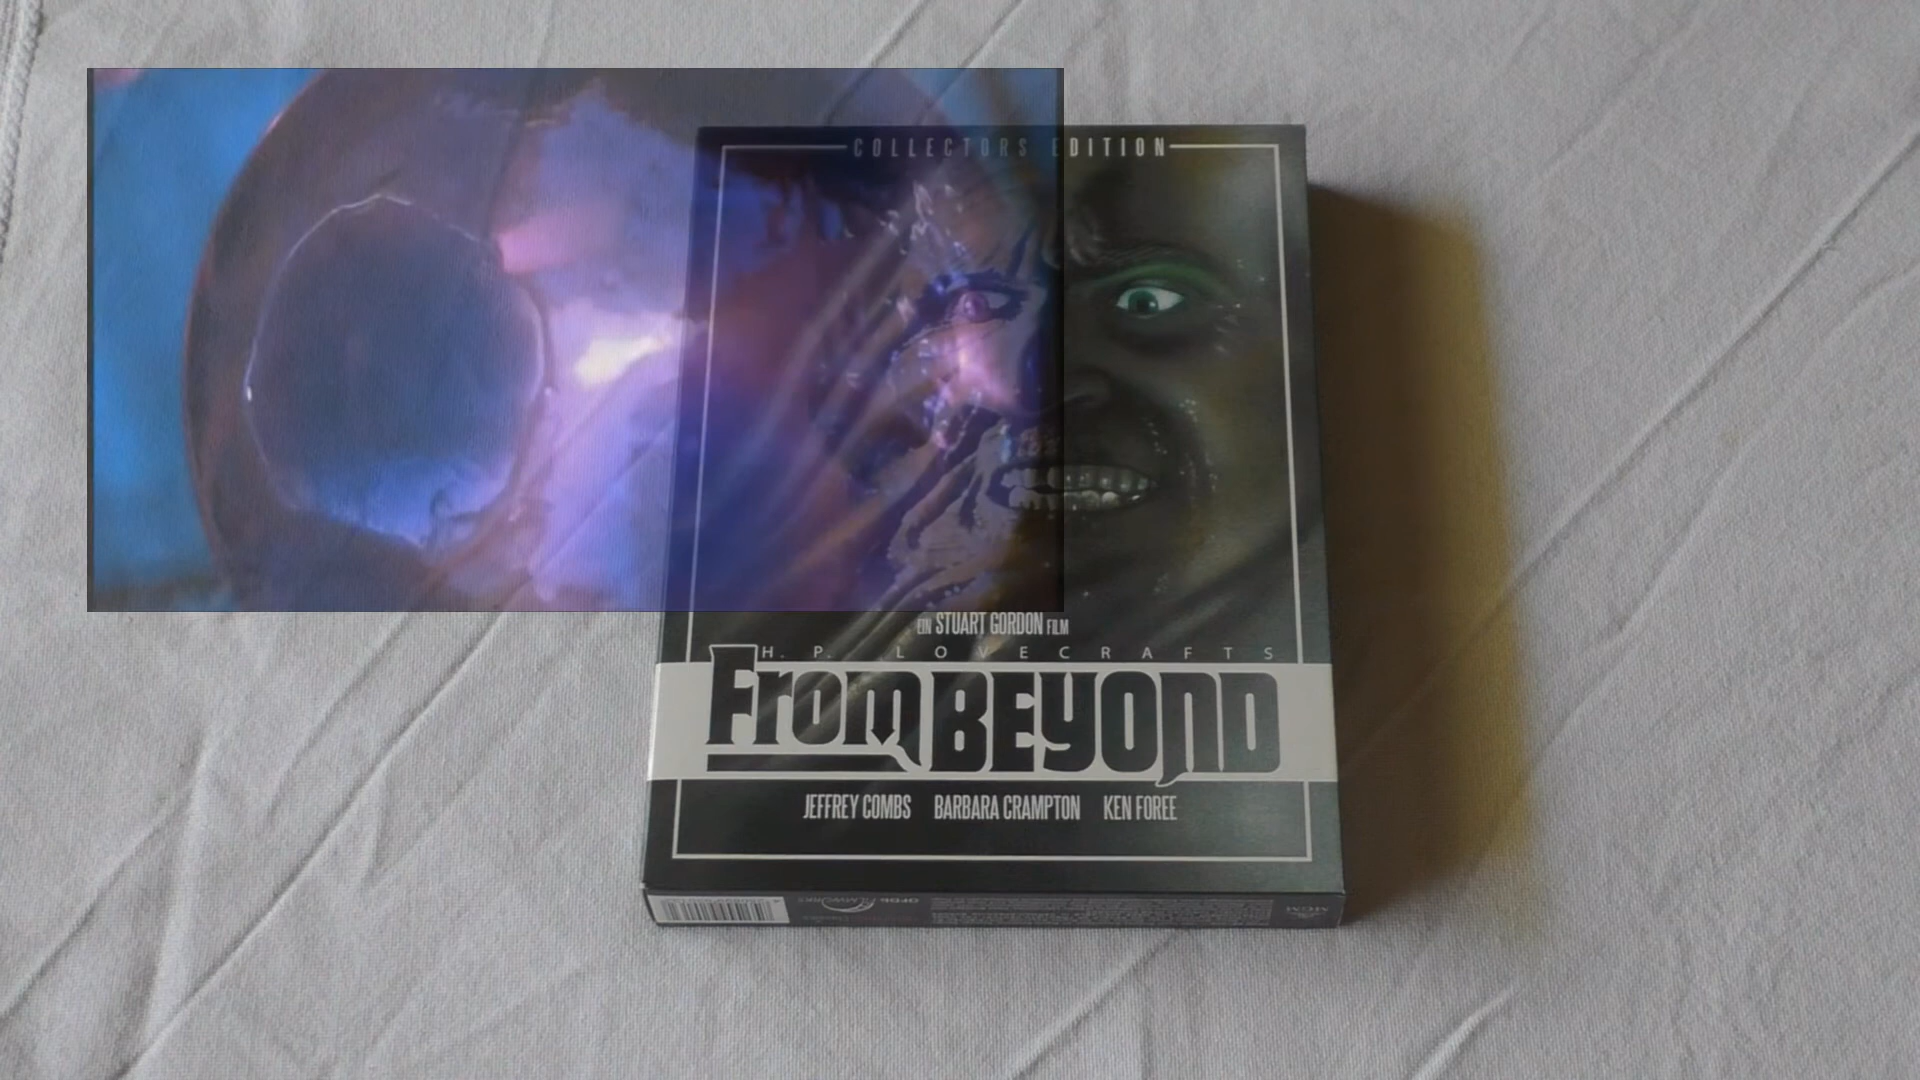 COLLECTORS EDITION
EIN STUART GORDON FILM
H. P. LOVECRAFTS
From BEYOND
JEFFREY COMBS BARBARA CRAMPTON KEN FOREE